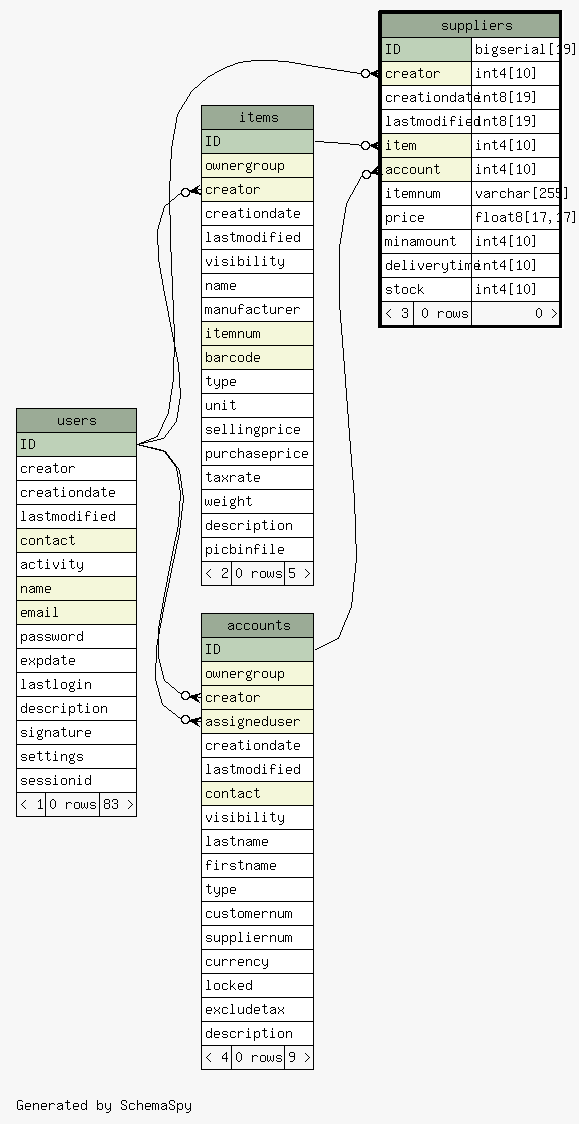 suppliers
ID bigserial[19]
creator int4[10]
creationdate int8[19]
lastmodified int8[19]
item int4[10]
account int4[10]
itemnum varchar[255]
price float8[17,17]
minamount int4[10]
deliverytime int4[10]
stock int4[10]
< 3 0 rows 0 >
items
ID
ownergroup
creator
creationdate
lastmodified
visibility
name
manufacturer
itemnum
barcode
type
unit
sellingprice
purchaseprice
taxrate
weight
description
picbinfile
< 2 0 rows 5 >
users
ID
creator
creationdate
lastmodified
contact
activity
name
email
password
expdate
lastlogin
description
signature
settings
sessionid
< 1 0 rows 83 >
accounts
ID
ownergroup
creator
assigneduser
creationdate
lastmodified
contact
visibility
lastname
firstname
type
customernum
suppliernum
currency
locked
excludetax
description
< 4 0 rows 9 >
Generated by SchemaSpy